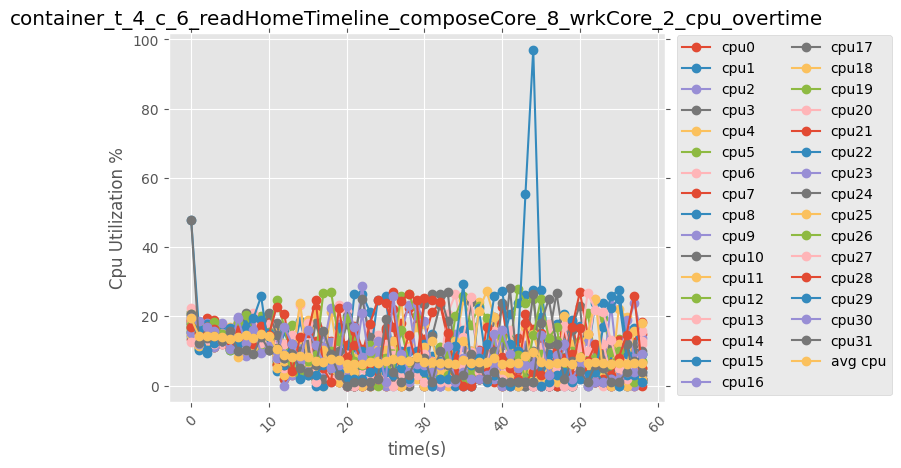 container_t_4_c_6_readHomeTimeline_composeCore_8_wrkCore_2_cpu_overtime
100
80
60
40
20
0
Cpu Utilization %
0
10
20
30
40
50
60
time(s)
cpu0
cpu1
cpu2
cpu3
cpu4
cpu5
cpu6
cpu7
cpu8
cpu9
cpu10
cpu11
cpu12
cpu13
cpu14
cpu15
cpu16
cpu17
cpu18
cpu19
cpu20
cpu21
cpu22
cpu23
cpu24
cpu25
cpu26
cpu27
cpu28
cpu29
cpu30
cpu31
avg cpu